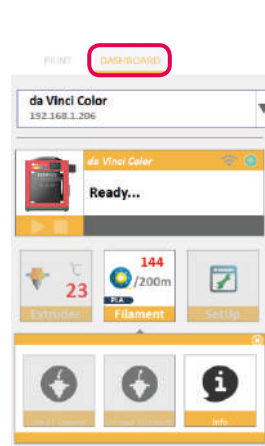 PRINT DASHBOARD
da Vinci Color
192.168.1.206
da Vinci Color
Ready...
°C
23
Extruder
144
/200m
PLA
Filament
SetUp
Info